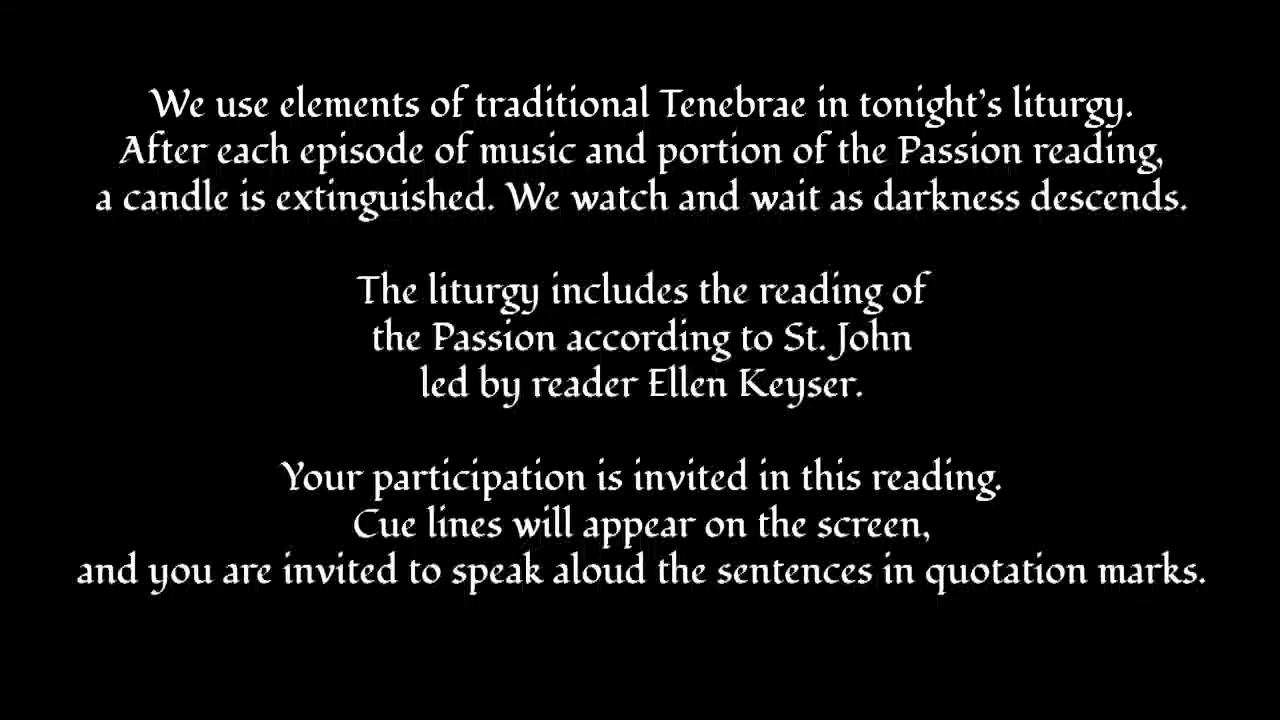 We use elements of traditional Tenebrae in tonight's liturgy.
After each episode of music and portion of the Passion reading,
a candle is extinguished. We watch and wait as darkness descends.
The liturgy includes the reading of
the Passion according to St. John
led by reader Ellen Keyser.
Your participation is invited in this reading.
Cue lines will appear on the screen,
and you are invited to speak aloud the sentences in quotation marks.